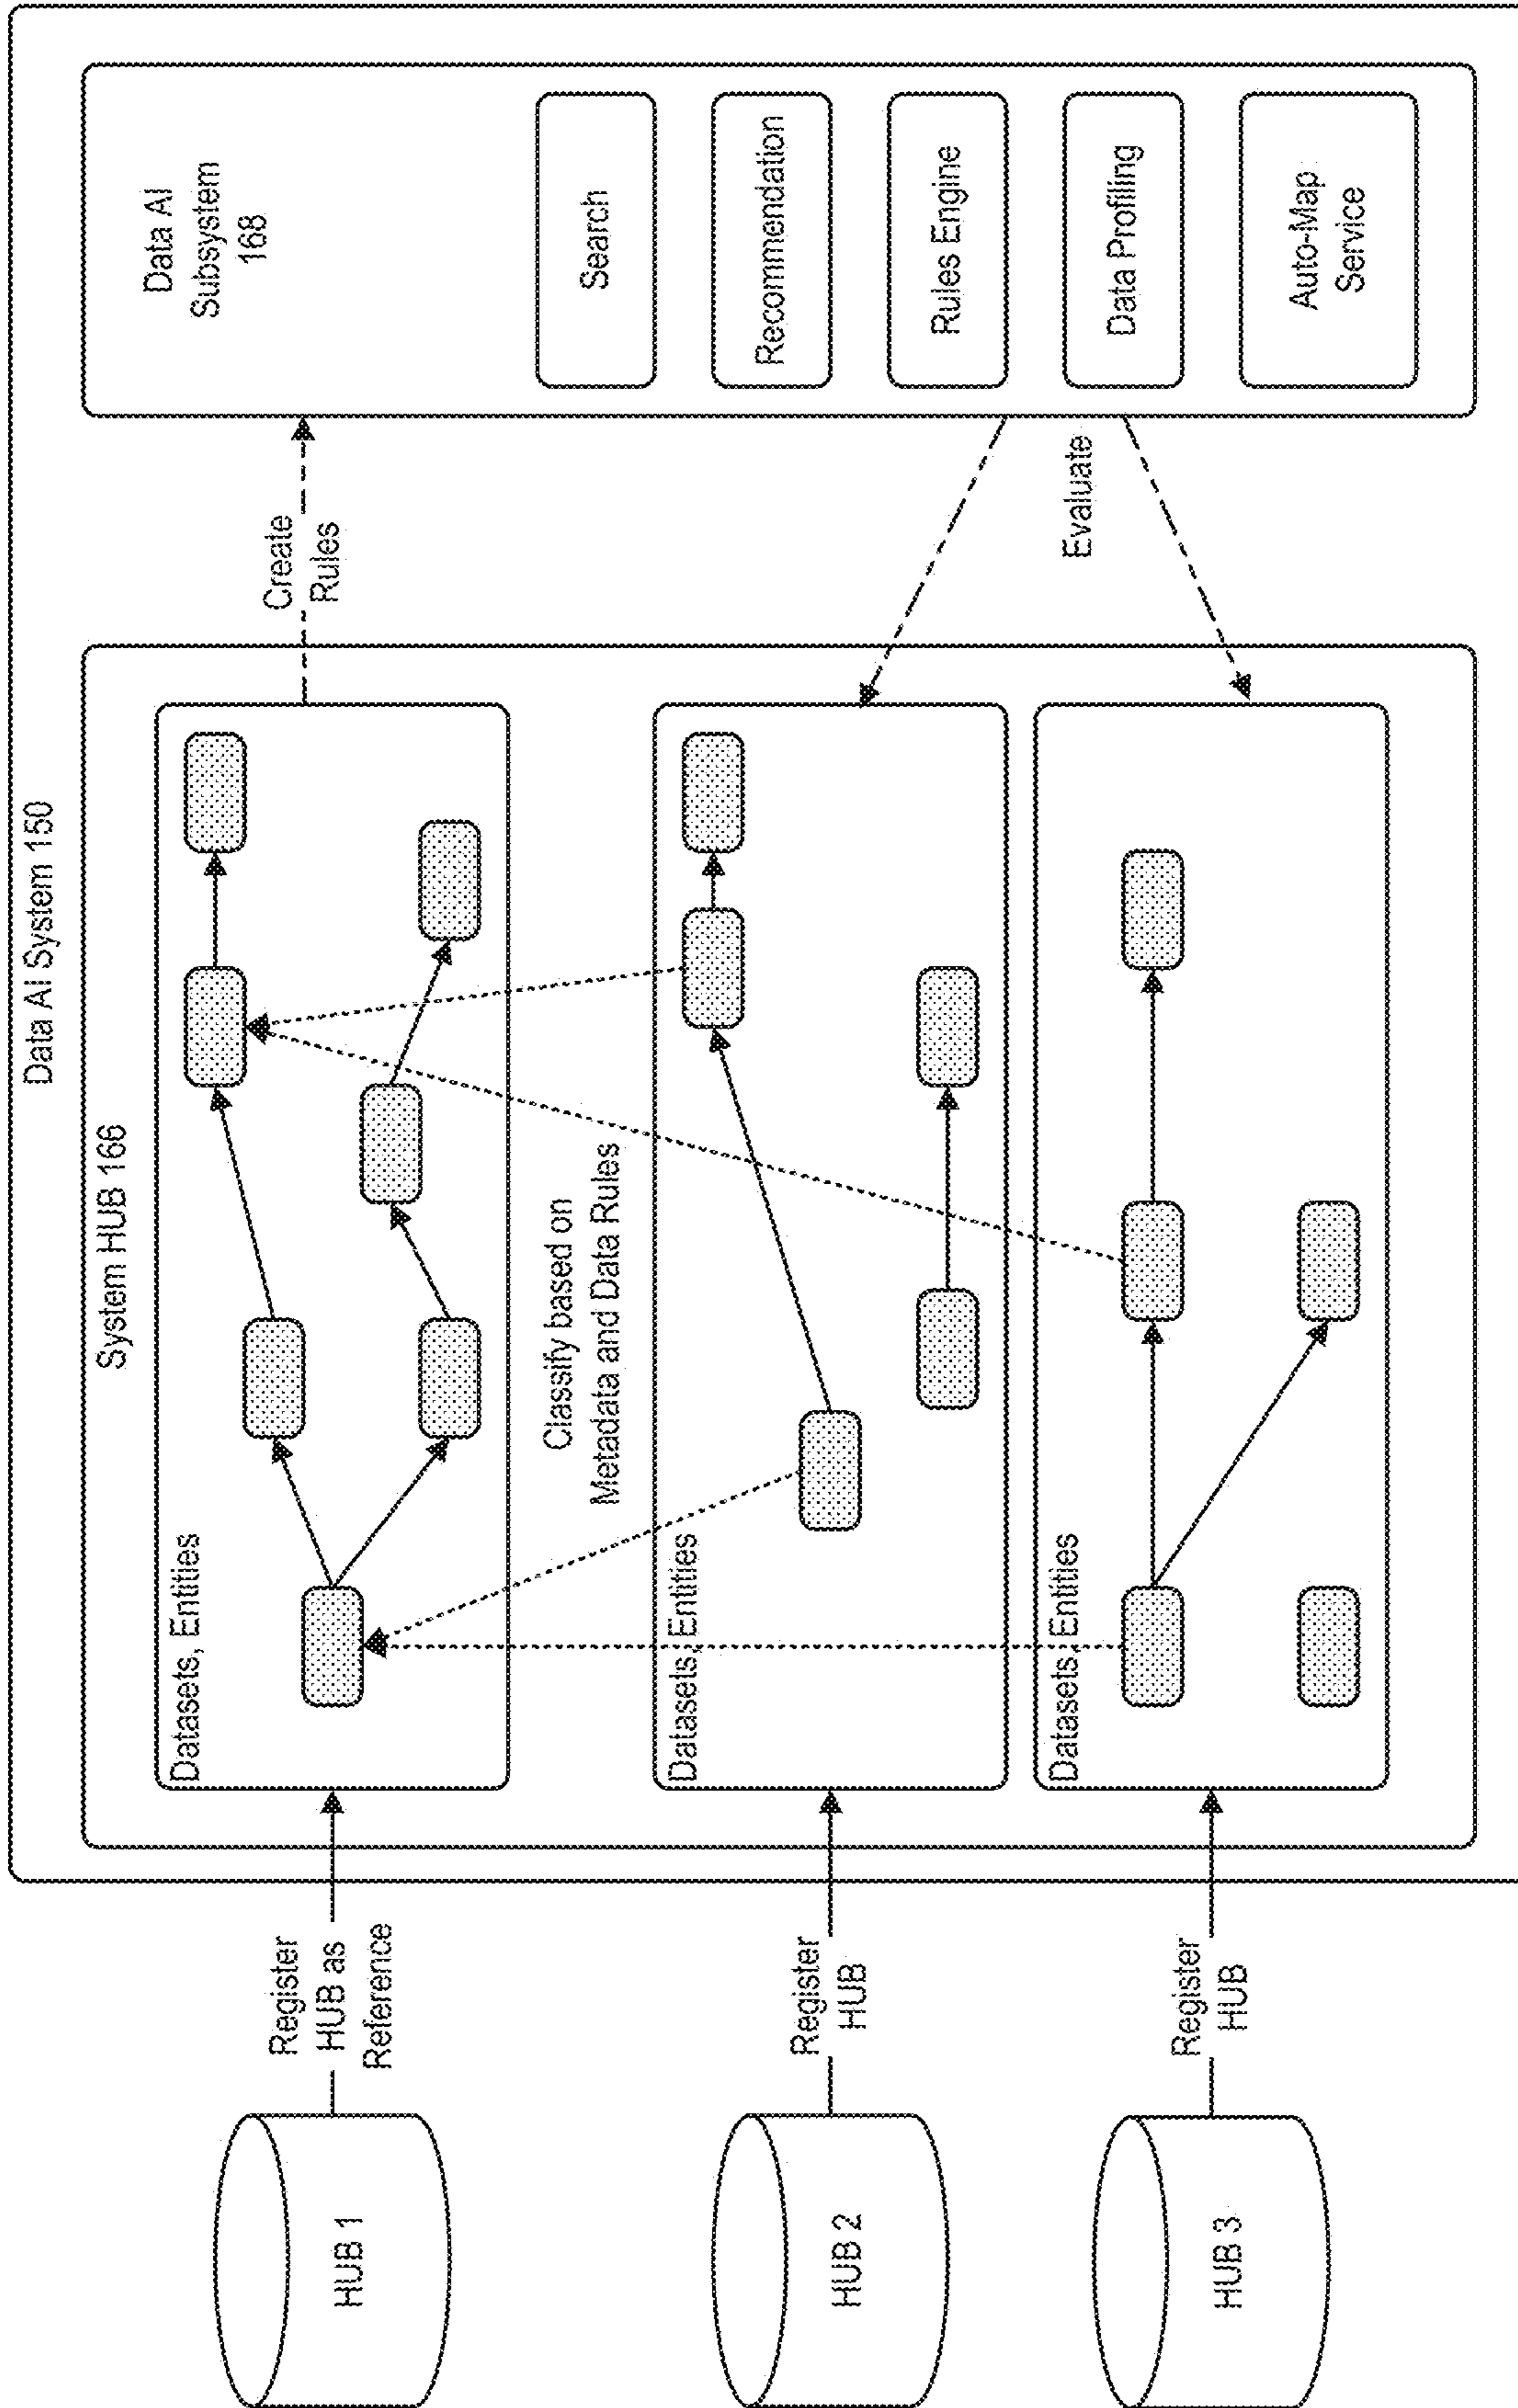 Data AI System 150
System HUB 166
HUB 1
Register
HUB as
Reference
Datasets, Entities
Create
Rules
Data AI
Subsystem
168
Classify based on
Metadata and Data Rules
Search
Recommendation
Rules Engine
Data Profiling
Auto-Map
Service
HUB 2
Register
HUB
Datasets, Entities
Evaluate
HUB 3
Register
HUB
Datasets, Entities